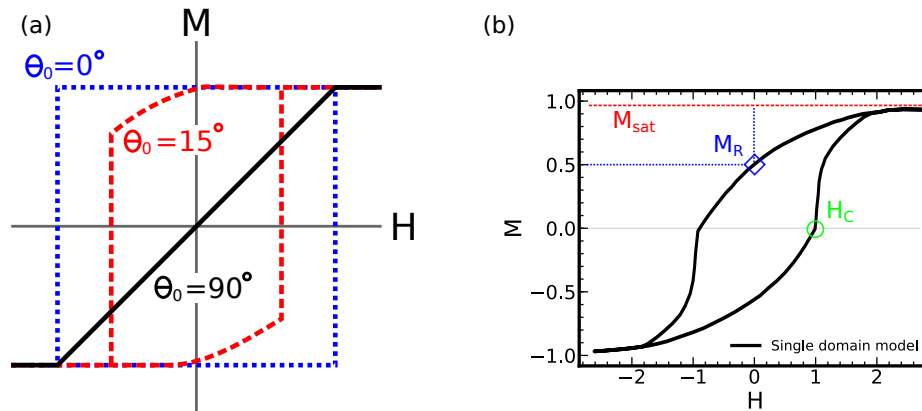 (a)
M
Θ₀=0°
Θ₀=15°
H
Θ₀=90°
(b)
1.0
0.5
0.0
−0.5
−1.0
M
M_sat
M_R
H_C
Single domain model
−2 −1 0 1 2
H